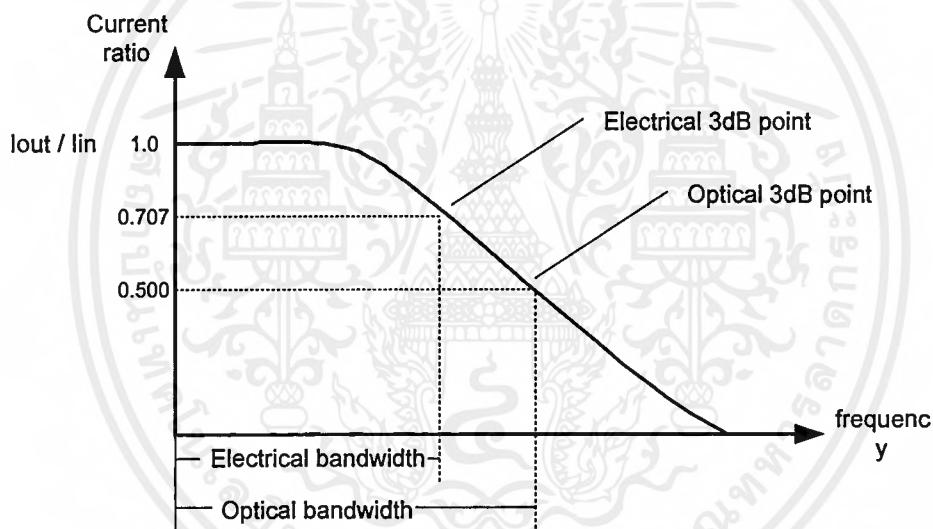 Current
ratio
Iout / Iin
1.0
Electrical 3dB point
Optical 3dB point
0.707
0.500
frequenc
y
Electrical bandwidth
Optical bandwidth